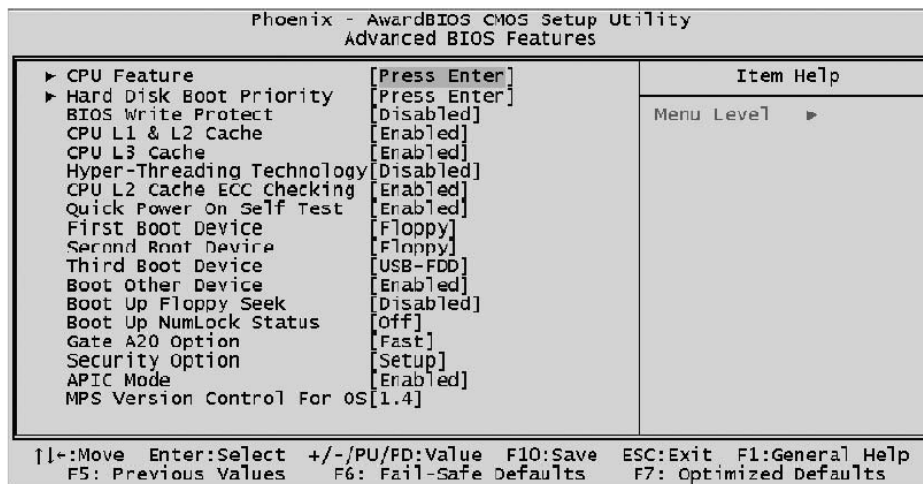 Phoenix - AwardBIOS CMOS Setup Utility
Advanced BIOS Features
► CPU Feature [Press Enter]
► Hard Disk Boot Priority [Press Enter]
BIOS Write Protect [Disabled]
CPU L1 & L2 Cache [Enabled]
CPU L3 Cache [Enabled]
Hyper-Threading Technology[Disabled]
CPU L2 Cache ECC Checking [Enabled]
Quick Power On Self Test [Enabled]
First Boot Device [Floppy]
Second Boot Device [Floppy]
Third Boot Device [USB-FDD]
Boot Other Device [Enabled]
Boot Up Floppy Seek [Disabled]
Boot Up NumLock Status [Off]
Gate A20 Option [Fast]
Security Option [Setup]
APIC Mode [Enabled]
MPS Version Control For OS[1.4]
Item Help
Menu Level ►
↑↓←:Move Enter:Select +/-/PU/PD:Value F10:Save ESC:Exit F1:General Help
F5: Previous Values F6: Fail-Safe Defaults F7: Optimized Defaults